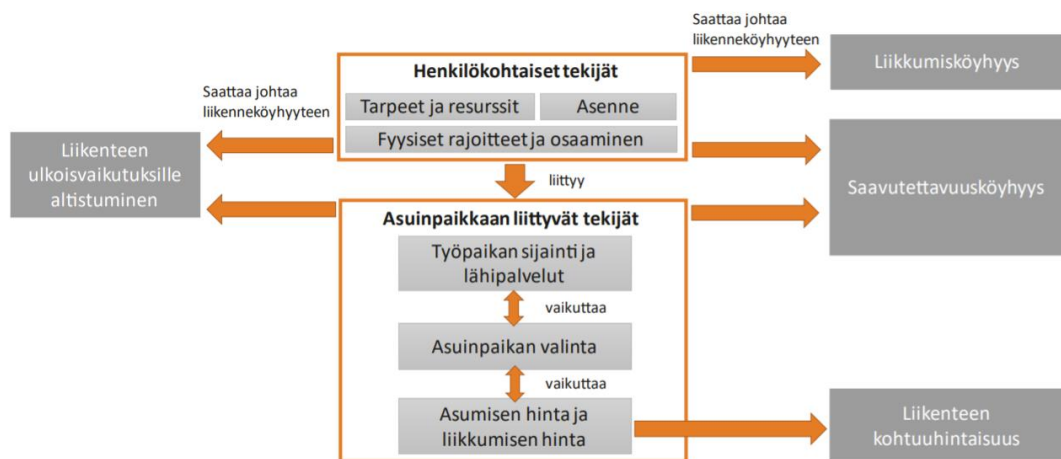 Saattaa johtaa
liikenneköyhyyteen
Henkilökohtaiset tekijät
Liikkumisköyhyys
Saattaa johtaa
liikenneköyhyyteen
Tarpeet ja resurssit
Asenne
Fyysiset rajoitteet ja osaaminen
Liikenteen
ulkoisvaikutuksille
altistuminen
liittyy
Saavutettavuusköyhyys
Asuinpaikkaan liittyvät tekijät
Työpaikan sijainti ja
lähipalvelut
vaikuttaa
Asuinpaikan valinta
vaikuttaa
Asumisen hinta ja
liikkumisen hinta
Liikenteen
kohtuuhintaisuus